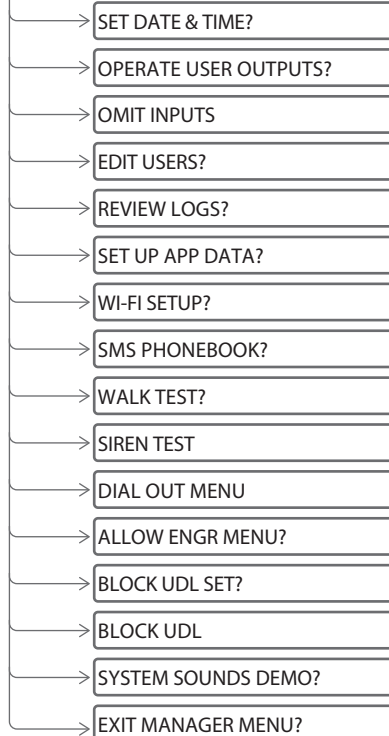 SET DATE & TIME?
OPERATE USER OUTPUTS?
OMIT INPUTS
EDIT USERS?
REVIEW LOGS?
SET UP APP DATA?
WI-FI SETUP?
SMS PHONEBOOK?
WALK TEST?
SIREN TEST
DIAL OUT MENU
ALLOW ENGR MENU?
BLOCK UDL SET?
BLOCK UDL
SYSTEM SOUNDS DEMO?
EXIT MANAGER MENU?